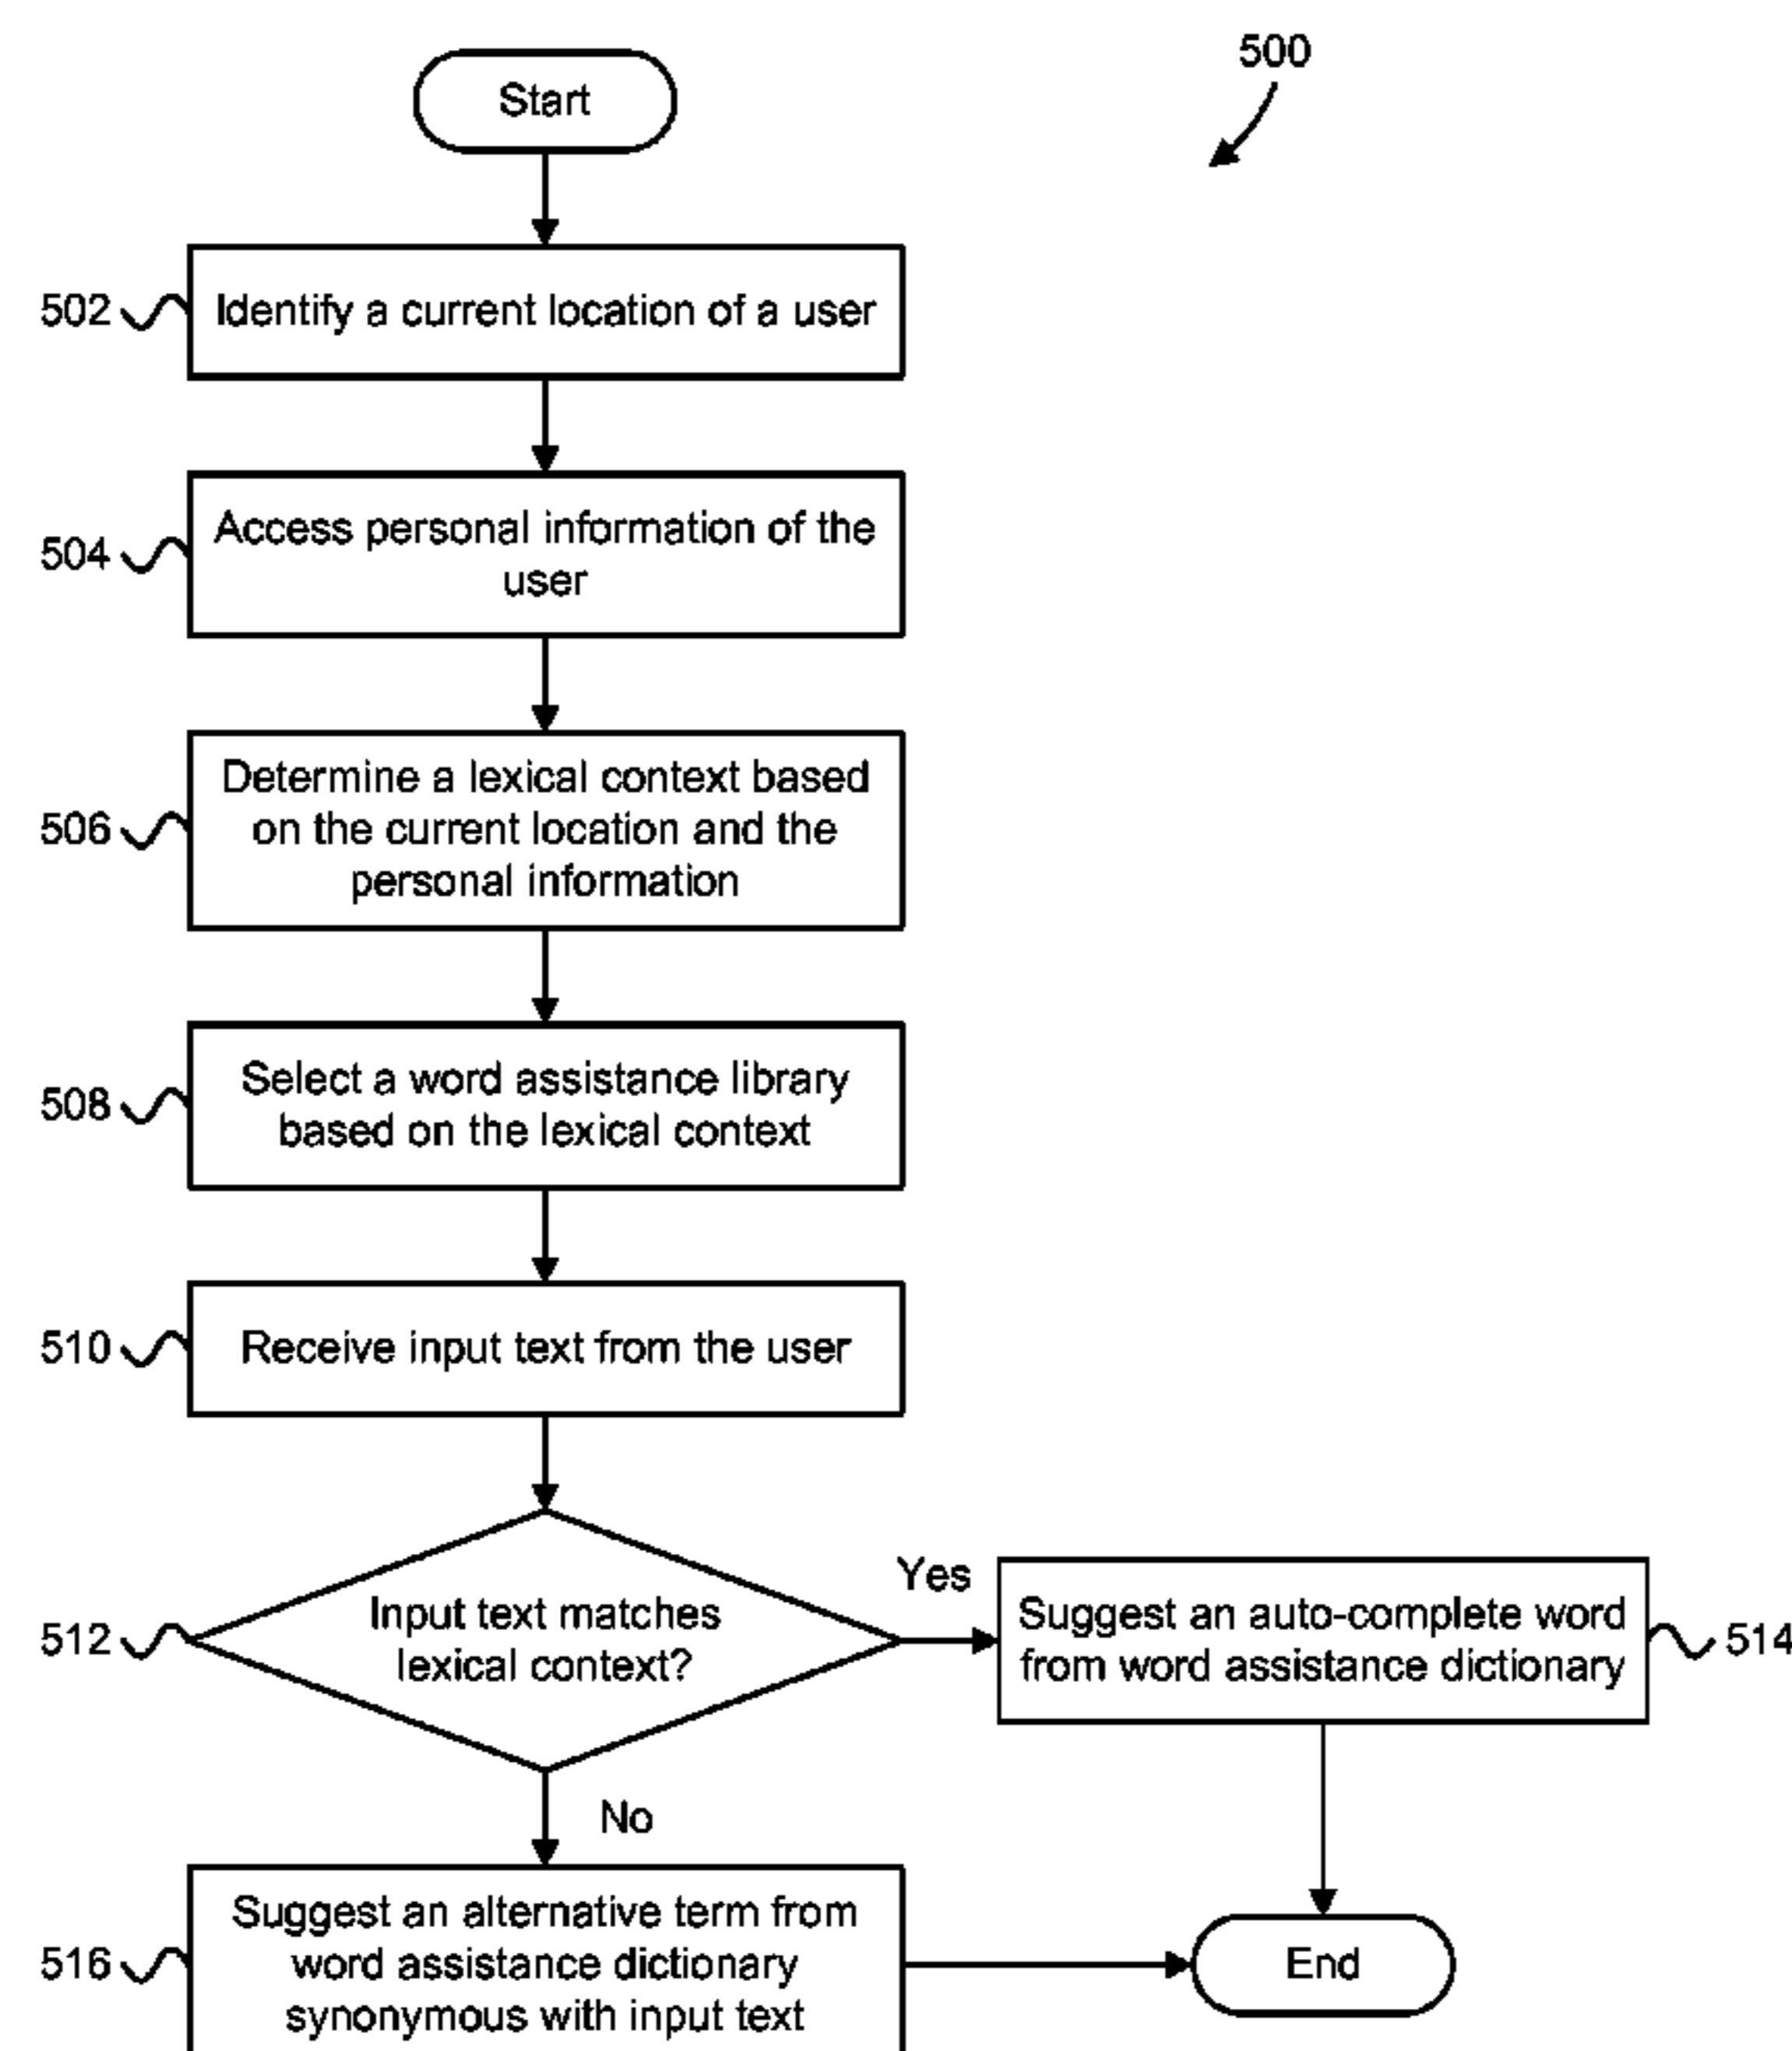 500
Start
502
Identify a current location of a user
504
Access personal information of the
user
506
Determine a lexical context based
on the current location and the
personal information
508
Select a word assistance library
based on the lexical context
510
Receive input text from the user
512
Input text matches
lexical context?
Yes
Suggest an auto-complete word
from word assistance dictionary
514
No
516
Suggest an alternative term from
word assistance dictionary
synonymous with input text
End